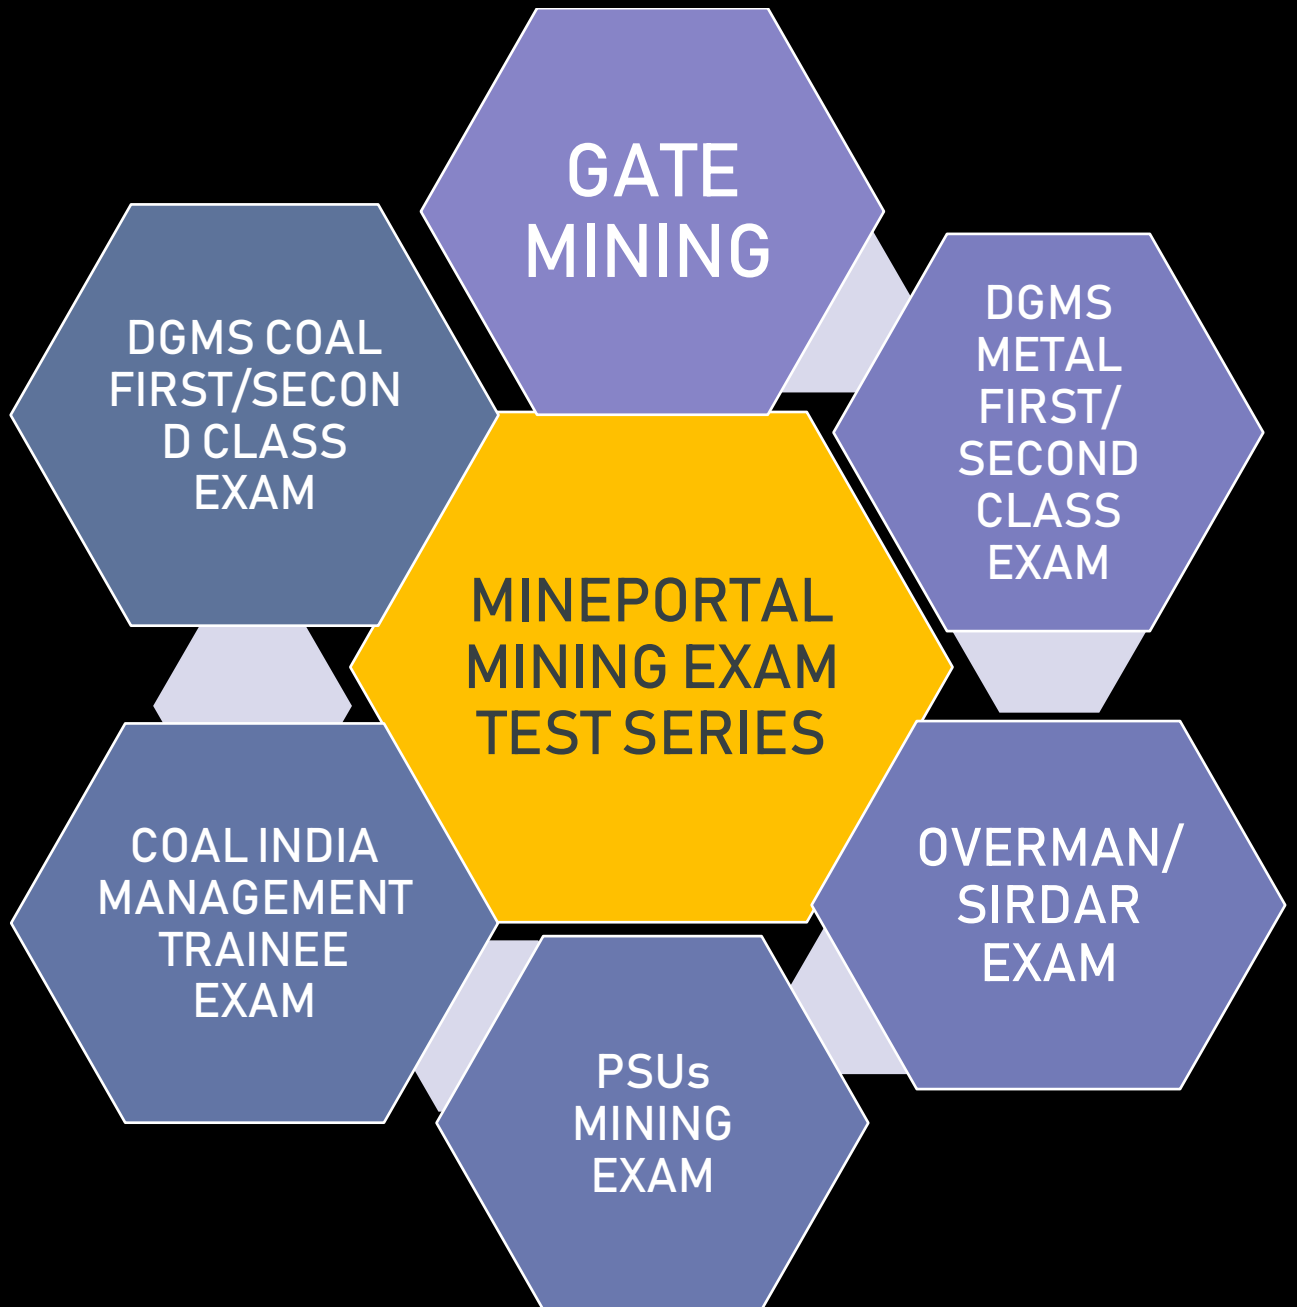 GATE
MINING
DGMS
METAL
FIRST/
SECOND
CLASS
EXAM
OVERMAN/
SIRDAR
EXAM
PSUs
MINING
EXAM
COAL INDIA
MANAGEMENT
TRAINEE
EXAM
DGMS COAL
FIRST/SECON
D CLASS
EXAM
MINEPORTAL
MINING EXAM
TEST SERIES